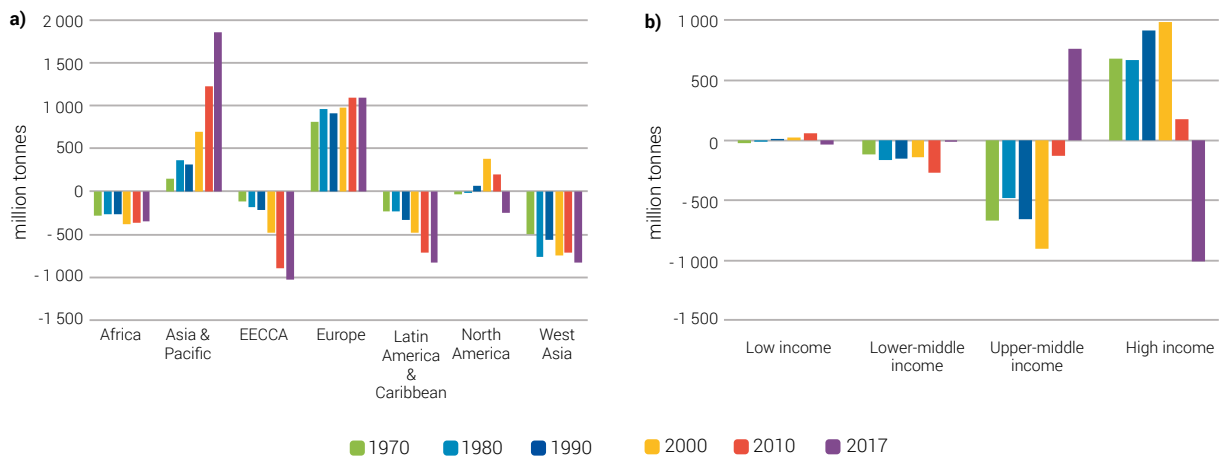 a)
2 000
1 500
1 000
500
0
- 500
- 1 000
-1 500
million tonnes
Africa
Asia &
Pacific
EECCA
Europe
Latin
America
&
Caribbean
North
America
West
Asia
b)
1 000
500
0
- 500
- 1 000
-1 500
million tonnes
Low income
Lower-middle
income
Upper-middle
income
High income
1970 1980 1990 2000 2010 2017